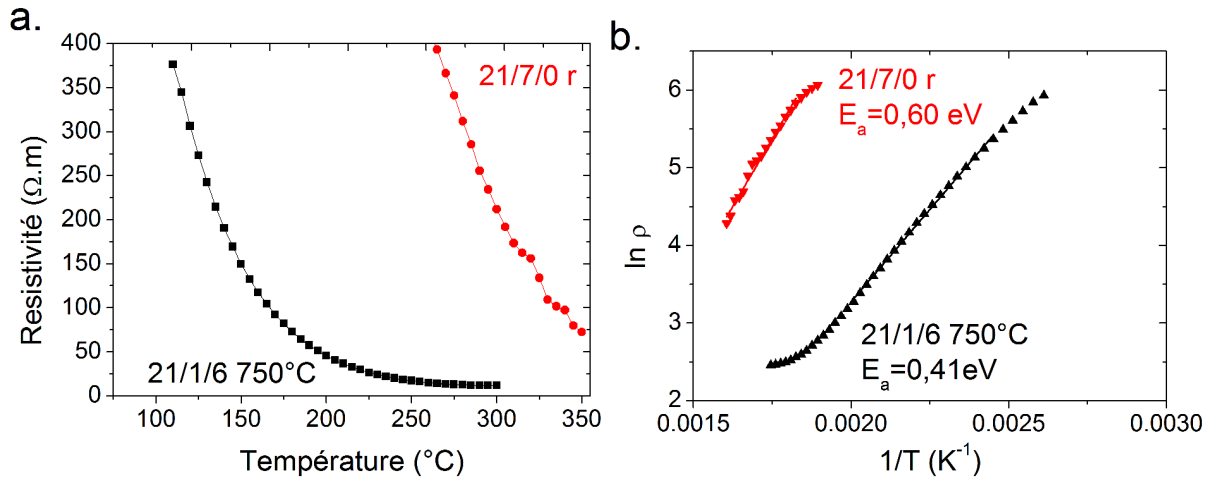 a.
400
350
300
250
200
150
100
50
0
Resistivité (Ω.m)
21/7/0 r
21/1/6 750°C
100 150 200 250 300 350
Température (°C)
b.
6
5
4
3
2
ln ρ
21/7/0 r
Ea=0,60 eV
21/1/6 750°C
Ea=0,41eV
0.0015 0.0020 0.0025 0.0030
1/T (K-1)